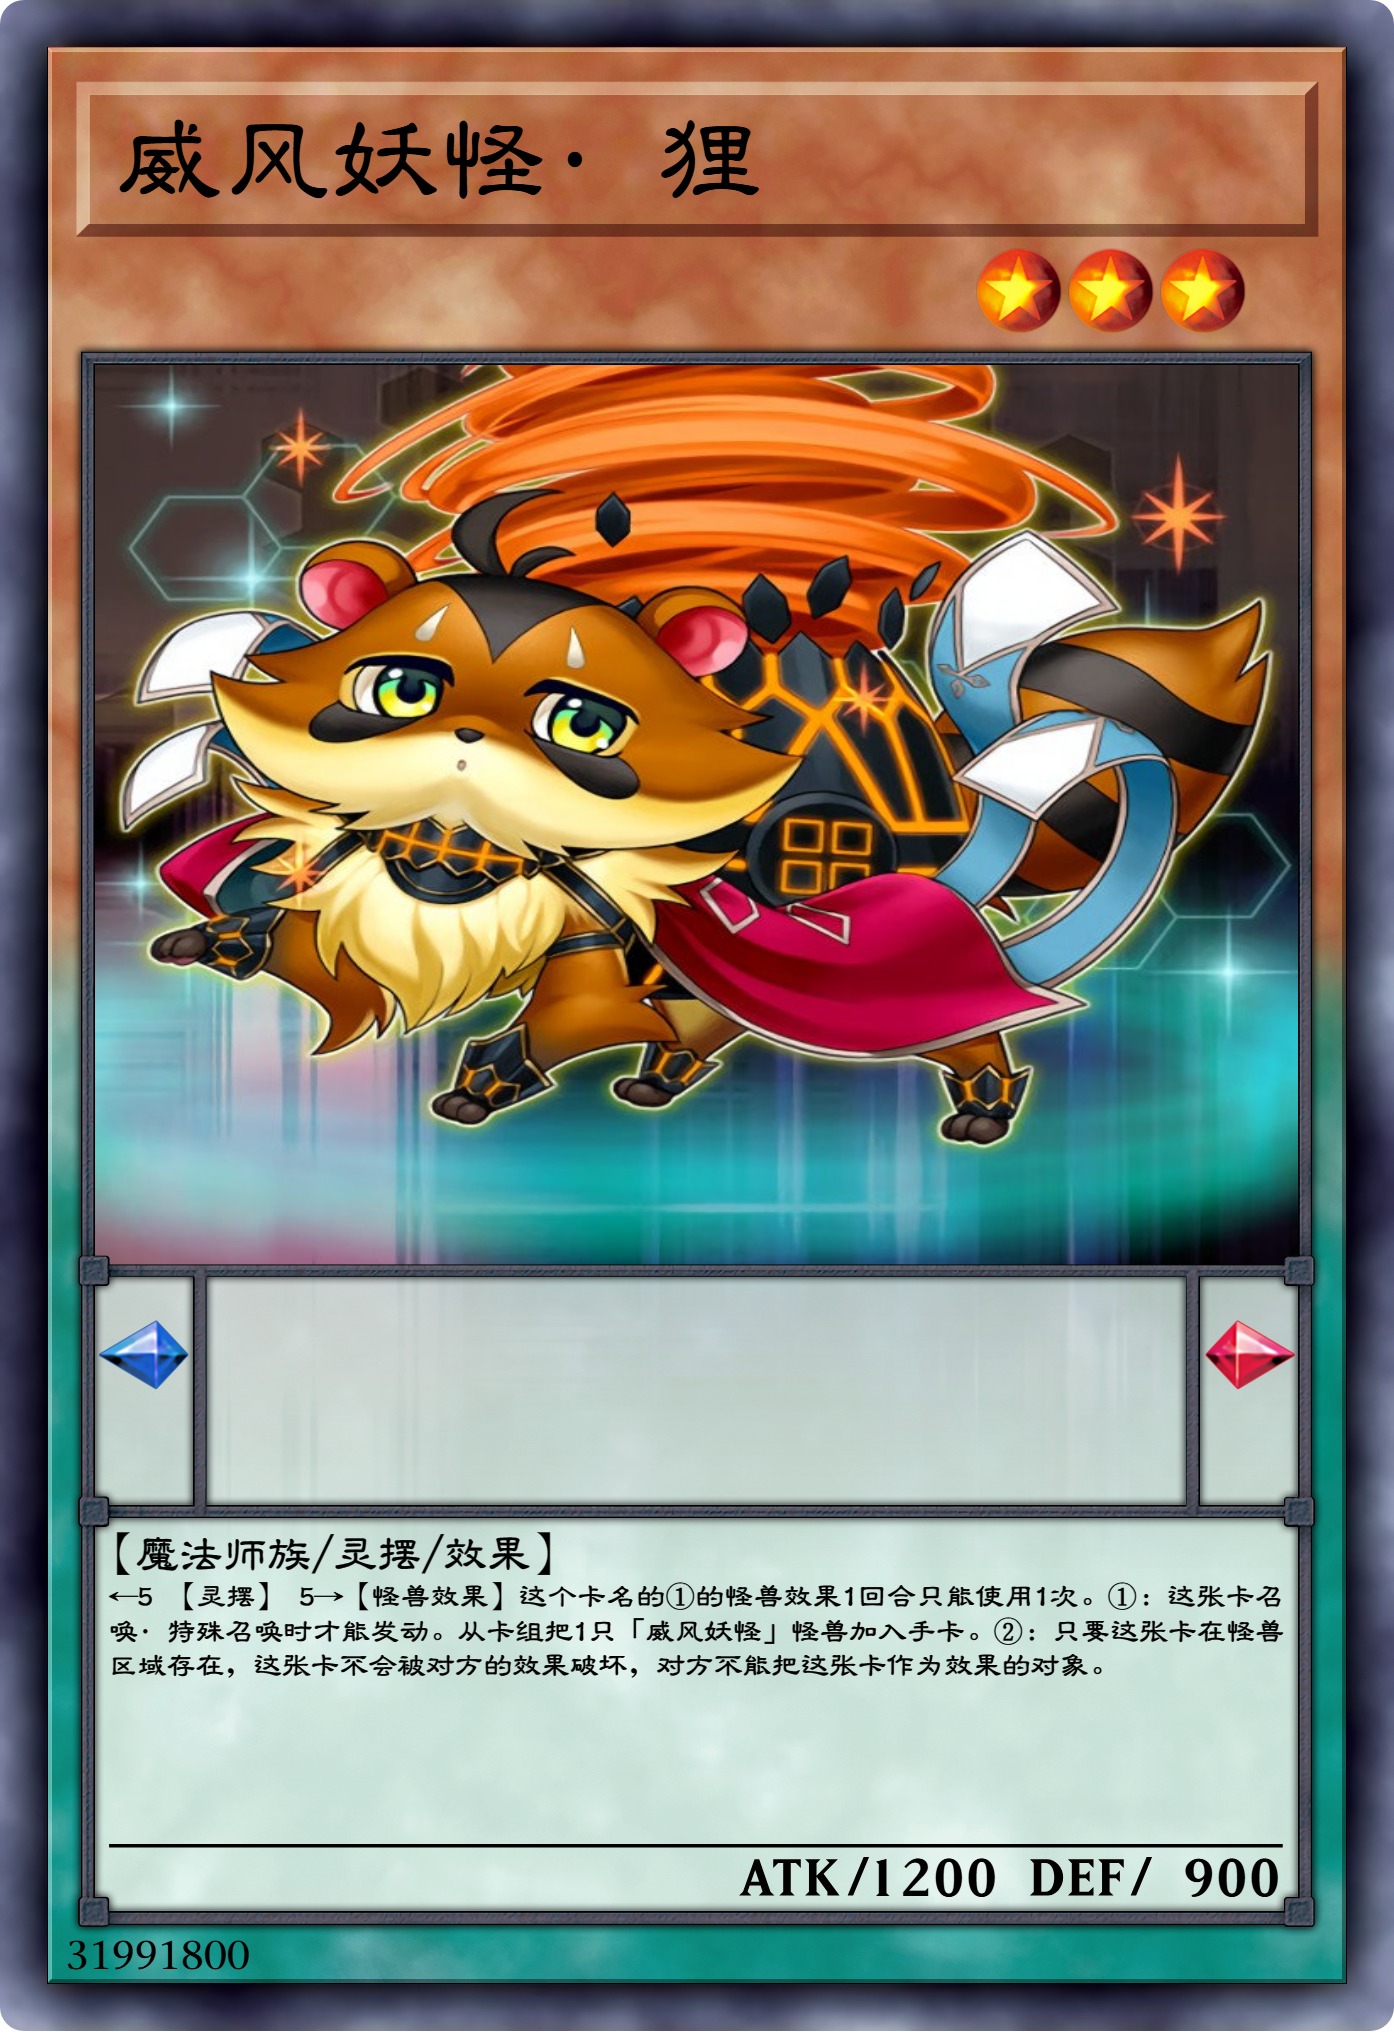 威风妖怪·狸
【魔法师族/灵摆/效果】
←5 【灵摆】 5→【怪兽效果】这个卡名的①的怪兽效果1回合只能使用1次。①：这张卡召
唤·特殊召唤时才能发动。从卡组把1只「威风妖怪」怪兽加入手卡。②：只要这张卡在怪兽
区域存在，这张卡不会被对方的效果破坏，对方不能把这张卡作为效果的对象。
ATK/1200 DEF/ 900
31991800